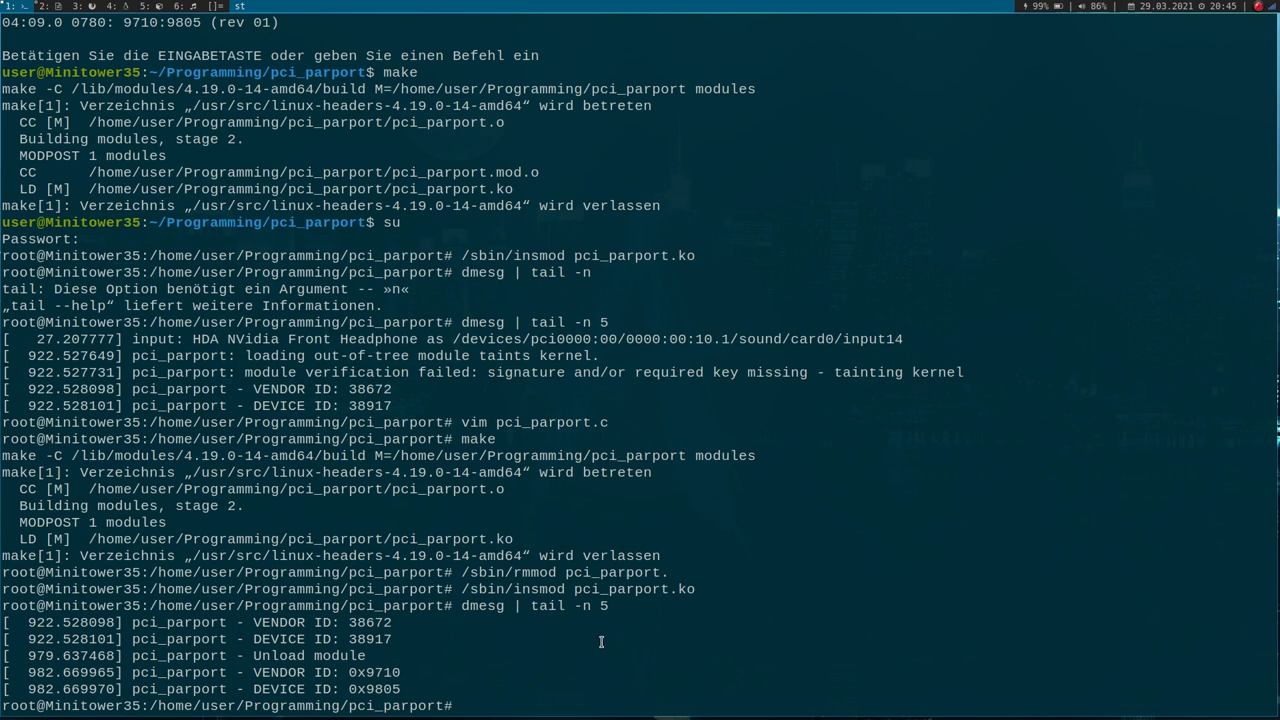 1: 2: 3: 4: 5: 6: []= st 99% | 86% | 29.03.2021 20:45 |
04:09.0 0780: 9710:9805 (rev 01)
Betätigen Sie die EINGABETASTE oder geben Sie einen Befehl ein
user@Minitower35:~/Programming/pci_parport$ make
make -C /lib/modules/4.19.0-14-amd64/build M=/home/user/Programming/pci_parport modules
make[1]: Verzeichnis „/usr/src/linux-headers-4.19.0-14-amd64“ wird betreten
CC [M] /home/user/Programming/pci_parport/pci_parport.o
Building modules, stage 2.
MODPOST 1 modules
CC /home/user/Programming/pci_parport/pci_parport.mod.o
LD [M] /home/user/Programming/pci_parport/pci_parport.ko
make[1]: Verzeichnis „/usr/src/linux-headers-4.19.0-14-amd64“ wird verlassen
user@Minitower35:~/Programming/pci_parport$ su
Passwort:
root@Minitower35:/home/user/Programming/pci_parport# /sbin/insmod pci_parport.ko
root@Minitower35:/home/user/Programming/pci_parport# dmesg | tail -n
tail: Diese Option benötigt ein Argument -- »n«
„tail --help“ liefert weitere Informationen.
root@Minitower35:/home/user/Programming/pci_parport# dmesg | tail -n 5
[   27.207777] input: HDA NVidia Front Headphone as /devices/pci0000:00/0000:00:10.1/sound/card0/input14
[  922.527649] pci_parport: loading out-of-tree module taints kernel.
[  922.527731] pci_parport: module verification failed: signature and/or required key missing - tainting kernel
[  922.528098] pci_parport - VENDOR ID: 38672
[  922.528101] pci_parport - DEVICE ID: 38917
root@Minitower35:/home/user/Programming/pci_parport# vim pci_parport.c
root@Minitower35:/home/user/Programming/pci_parport# make
make -C /lib/modules/4.19.0-14-amd64/build M=/home/user/Programming/pci_parport modules
make[1]: Verzeichnis „/usr/src/linux-headers-4.19.0-14-amd64“ wird betreten
CC [M] /home/user/Programming/pci_parport/pci_parport.o
Building modules, stage 2.
MODPOST 1 modules
LD [M] /home/user/Programming/pci_parport/pci_parport.ko
make[1]: Verzeichnis „/usr/src/linux-headers-4.19.0-14-amd64“ wird verlassen
root@Minitower35:/home/user/Programming/pci_parport# /sbin/rmmod pci_parport.
root@Minitower35:/home/user/Programming/pci_parport# /sbin/insmod pci_parport.ko
root@Minitower35:/home/user/Programming/pci_parport# dmesg | tail -n 5
[  922.528098] pci_parport - VENDOR ID: 38672
[  922.528101] pci_parport - DEVICE ID: 38917
[  979.637468] pci_parport - Unload module
[  982.669965] pci_parport - VENDOR ID: 0x9710
[  982.669970] pci_parport - DEVICE ID: 0x9805
root@Minitower35:/home/user/Programming/pci_parport#